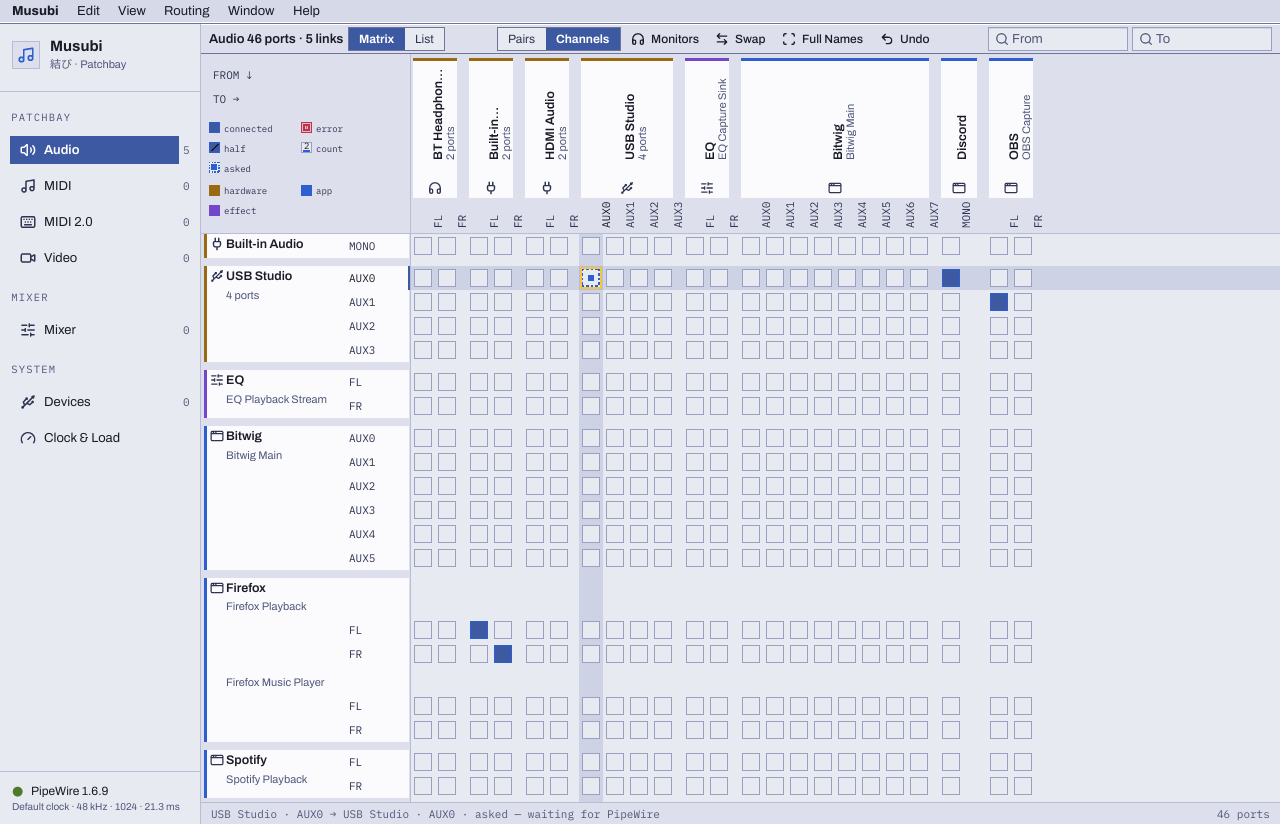 Musubi Edit View Routing Window Help
Musubi
結び · Patchbay
PATCHBAY
Audio 5
MIDI 0
MIDI 2.0 0
Video 0
MIXER
Mixer 0
SYSTEM
Devices 0
Clock & Load
PipeWire 1.6.9
Default clock · 48 kHz · 1024 · 21.3 ms
Audio 46 ports · 5 links Matrix List Pairs Channels Monitors Swap Full Names Undo From To
FROM ↓
TO →
connected error
half 2 count
asked
hardware app
effect
BT Headphon…
2 ports
Built-in…
2 ports
HDMI Audio
2 ports
USB Studio
4 ports
EQ
EQ Capture Sink
Bitwig
Bitwig Main
Discord
OBS
OBS Capture
FL FR FL FR FL FR AUX0 AUX1 AUX2 AUX3 FL FR AUX0 AUX1 AUX2 AUX3 AUX4 AUX5 AUX6 AUX7 MONO FL FR
Built-in Audio MONO
USB Studio AUX0
4 ports
AUX1
AUX2
AUX3
EQ FL
EQ Playback Stream
FR
Bitwig AUX0
Bitwig Main
AUX1
AUX2
AUX3
AUX4
AUX5
Firefox
Firefox Playback
FL
FR
Firefox Music Player
FL
FR
Spotify FL
Spotify Playback
FR
USB Studio · AUX0 → USB Studio · AUX0 · asked — waiting for PipeWire 46 ports